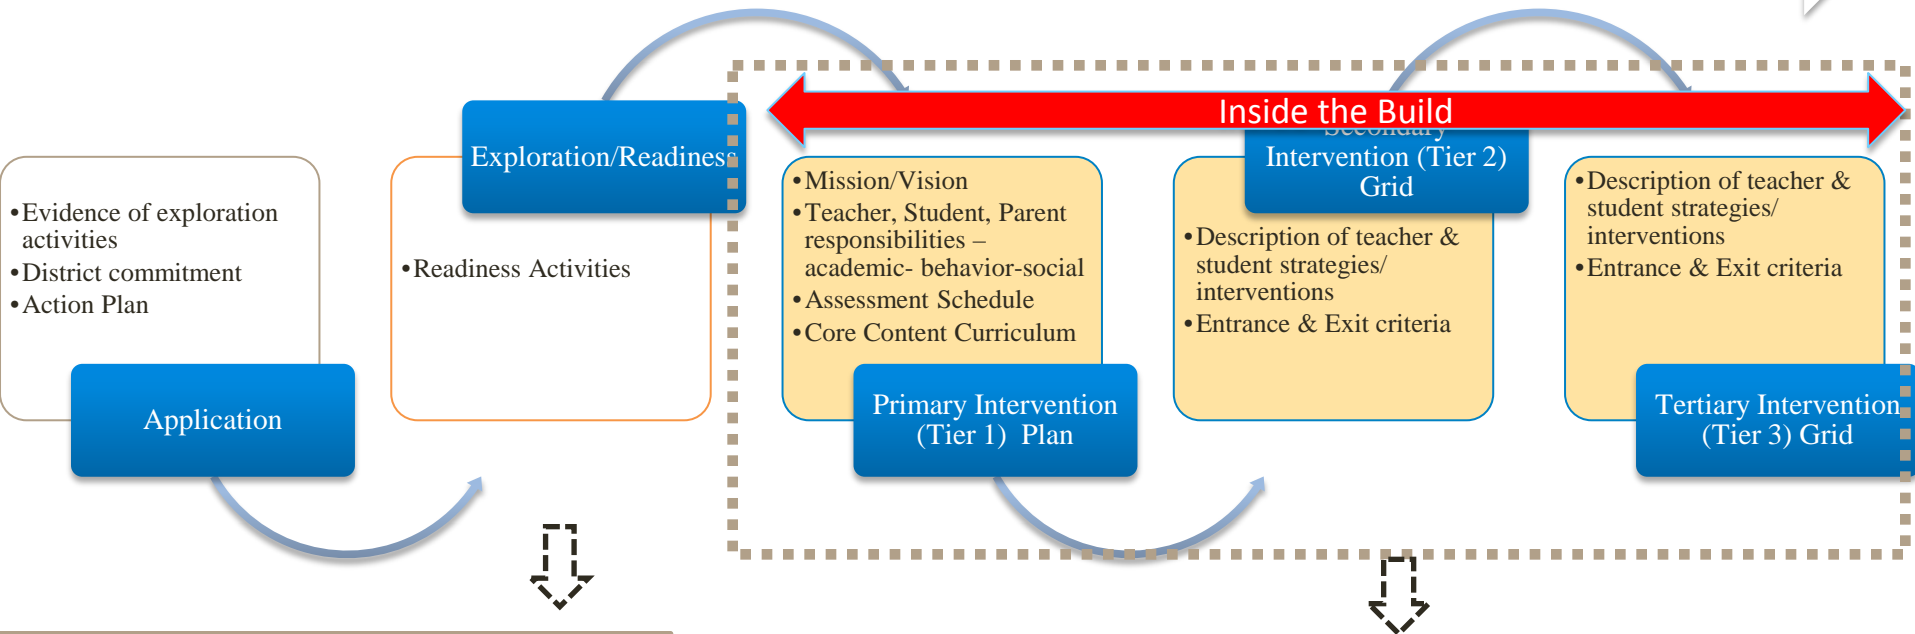 •Evidence of exploration
activities
•District commitment
•Action Plan
Application
Exploration/Readiness
•Readiness Activities
Inside the Build
•Mission/Vision
•Teacher, Student, Parent
responsibilities –
academic- behavior-social
•Assessment Schedule
•Core Content Curriculum
Primary Intervention
(Tier 1) Plan
Secondary
Intervention (Tier 2)
Grid
•Description of teacher &
student strategies/
interventions
•Entrance & Exit criteria
•Description of teacher &
student strategies/
interventions
•Entrance & Exit criteria
Tertiary Intervention
(Tier 3) Grid